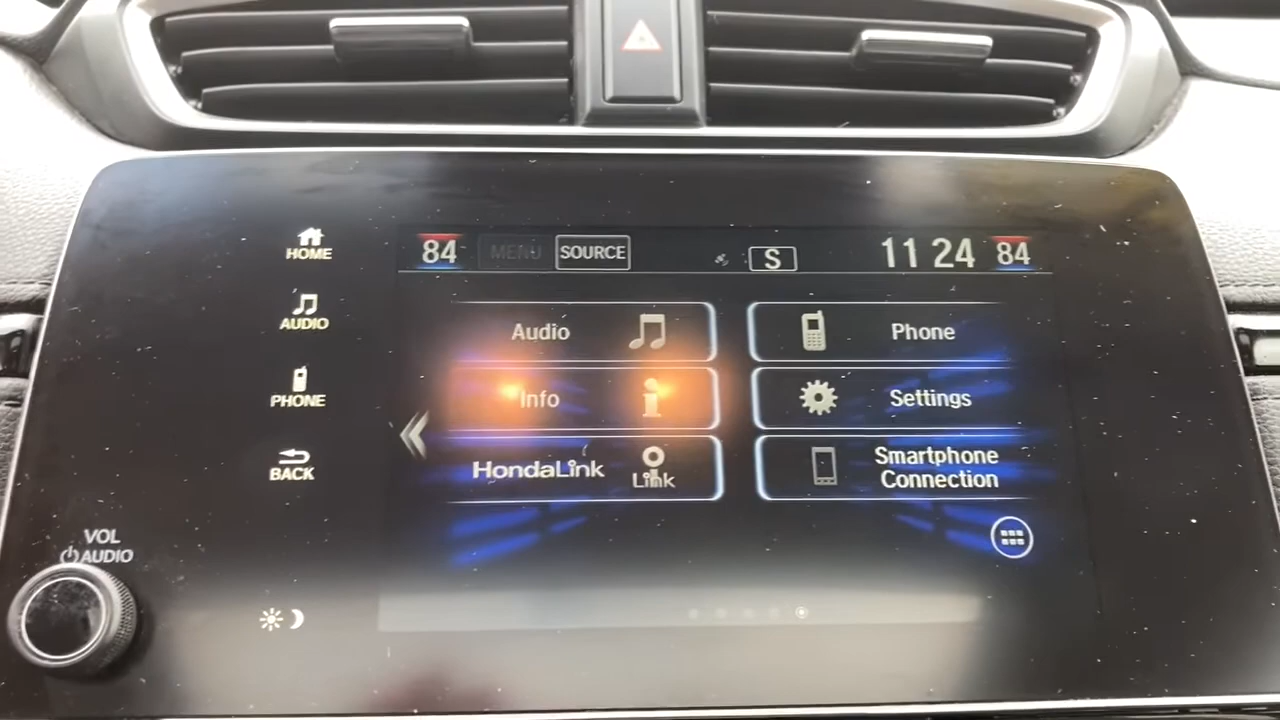 HOME
AUDIO
PHONE
BACK
VOL
AUDIO
84 MENU SOURCE S 11 24 84
Audio
Phone
Info
Settings
HondaLink
Link
Smartphone
Connection